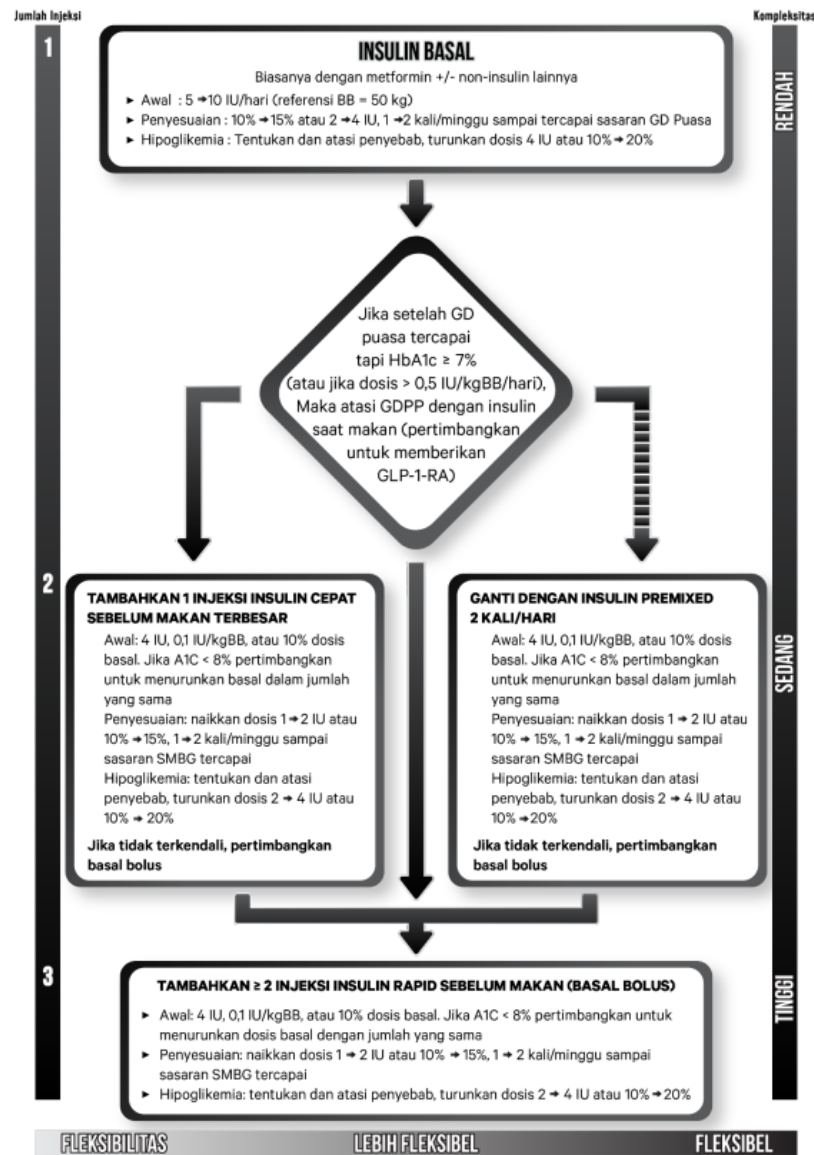 Jumlah Injeksi
Kompleksitas
1
RENDAH
INSULIN BASAL
Biasanya dengan metformin +/- non-insulin lainnya
► Awal : 5 ➔10 IU/hari (referensi BB = 50 kg)
► Penyesuaian : 10% ➔15% atau 2 ➔4 IU, 1 ➔2 kali/minggu sampai tercapai sasaran GD Puasa
► Hipoglikemia : Tentukan dan atasi penyebab, turunkan dosis 4 IU atau 10% ➔ 20%
Jika setelah GD
puasa tercapai
tapi HbA1c ≥ 7%
(atau jika dosis > 0,5 IU/kgBB/hari),
Maka atasi GDPP dengan insulin
saat makan (pertimbangkan
untuk memberikan
GLP-1-RA)
2
SEDANG
TAMBAHKAN 1 INJEKSI INSULIN CEPAT
SEBELUM MAKAN TERBESAR
Awal: 4 IU, 0,1 IU/kgBB, atau 10% dosis
basal. Jika A1C < 8% pertimbangkan
untuk menurunkan basal dalam jumlah
yang sama
Penyesuaian: naikkan dosis 1 ➔ 2 IU atau
10% ➔15%, 1 ➔ 2 kali/minggu sampai
sasaran SMBG tercapai
Hipoglikemia: tentukan dan atasi
penyebab, turunkan dosis 2 ➔ 4 IU atau
10% ➔ 20%
Jika tidak terkendali, pertimbangkan
basal bolus
GANTI DENGAN INSULIN PREMIXED
2 KALI/HARI
Awal: 4 IU, 0,1 IU/kgBB, atau 10% dosis
basal. Jika A1C < 8% pertimbangkan
untuk menurunkan basal dalam jumlah
yang sama
Penyesuaian: naikkan dosis 1 ➔ 2 IU atau
10% ➔ 15%, 1 ➔ 2 kali/minggu sampai
sasaran SMBG tercapai
Hipoglikemia: tentukan dan atasi
penyebab, turunkan dosis 2 ➔ 4 IU atau
10% ➔20%
Jika tidak terkendali, pertimbangkan
basal bolus
3
TINGGI
TAMBAHKAN ≥ 2 INJEKSI INSULIN RAPID SEBELUM MAKAN (BASAL BOLUS)
► Awal: 4 IU, 0,1 IU/kgBB, atau 10% dosis basal. Jika A1C < 8% pertimbangkan untuk
menurunkan dosis basal dengan jumlah yang sama
► Penyesuaian: naikkan dosis 1 ➔ 2 IU atau 10% ➔ 15%, 1 ➔ 2 kali/minggu sampai
sasaran SMBG tercapai
► Hipoglikemia: tentukan dan atasi penyebab, turunkan dosis 2 ➔ 4 IU atau 10% ➔20%
FLEKSIBILITAS
LEBIH FLEKSIBEL
FLEKSIBEL